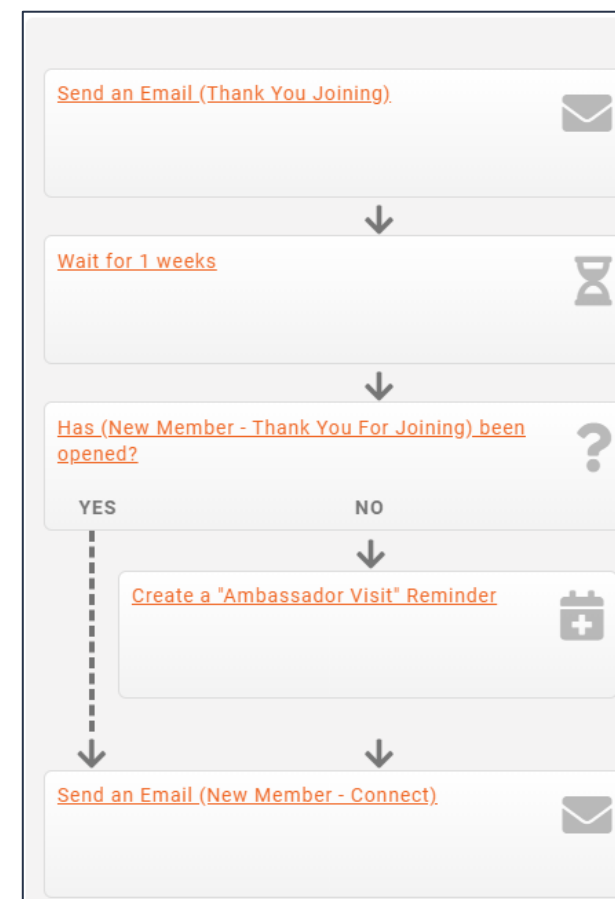 Send an Email (Thank You Joining)
Wait for 1 weeks
Has (New Member - Thank You For Joining) been
opened?
YES NO
Create a "Ambassador Visit" Reminder
Send an Email (New Member - Connect)